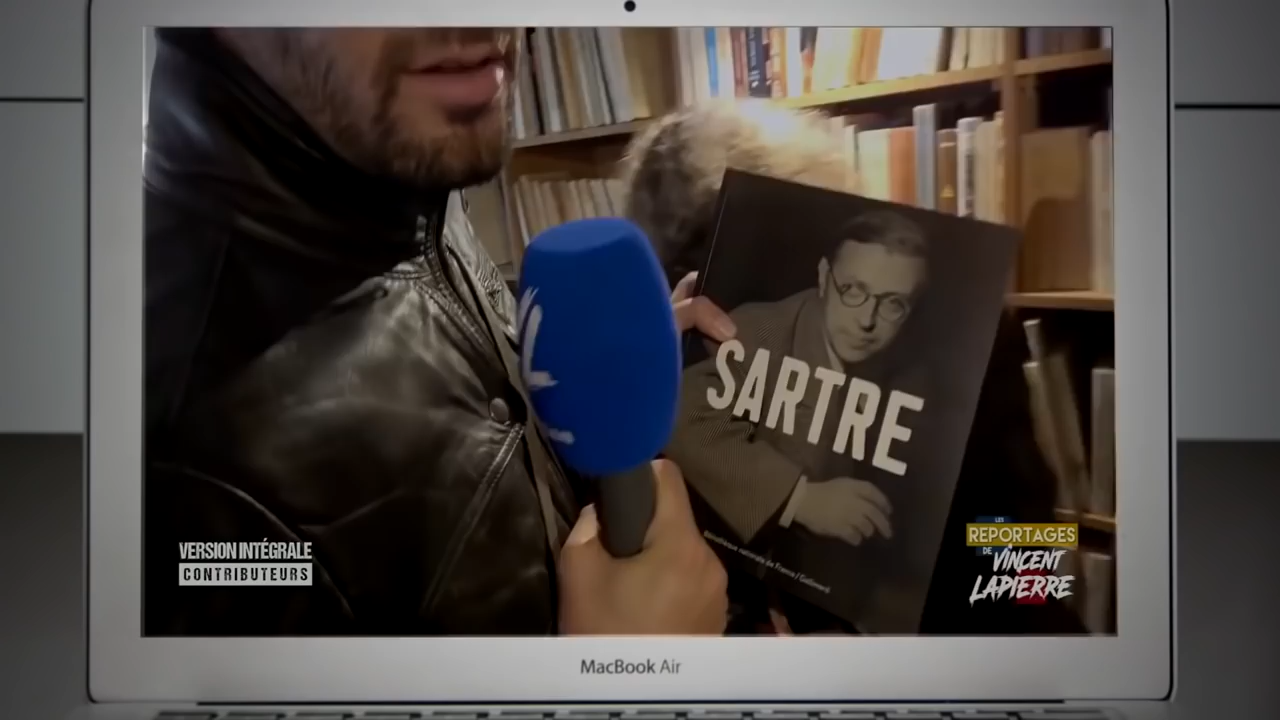 SARTRE
Bibliothèque nationale de France / Gallimard
VERSION INTÉGRALE
CONTRIBUTEURS
LES
REPORTAGES
DE VINCENT
LAPIERRE
MacBook Air